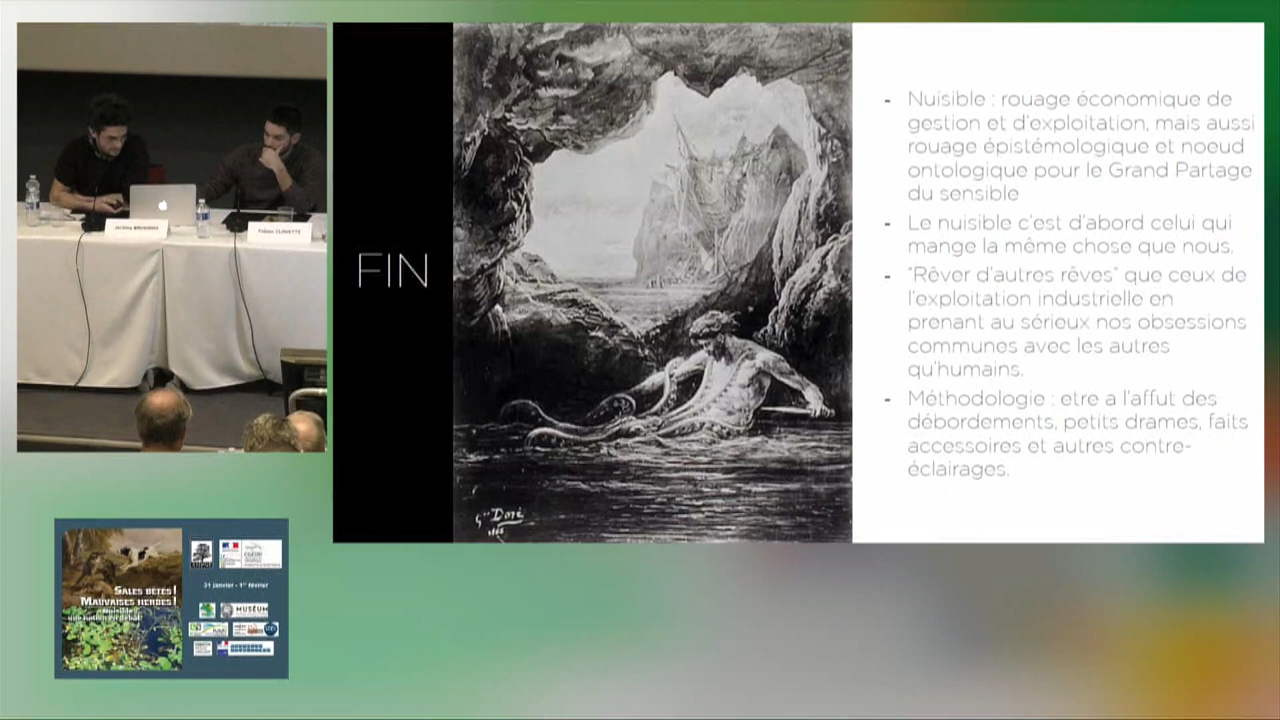 FIN
- Nuisible : rouage économique de
gestion et d'exploitation, mais aussi
rouage épistémologique et noeud
ontologique pour le Grand Partage
du sensible
- Le nuisible c'est d'abord celui qui
mange la même chose que nous,
- "Rêver d'autres rêves" que ceux de
l'exploitation industrielle en
prenant au sérieux nos obsessions
communes avec les autres
qu'humains.
- Méthodologie : etre a l'affut des
débordements, petits drames, faits
accessoires et autres contre-
éclairages.
Gve Doré
SALES BÊTES !
MAUVAISES HERBES !
31 janvier - 1er février
MUSÉUM